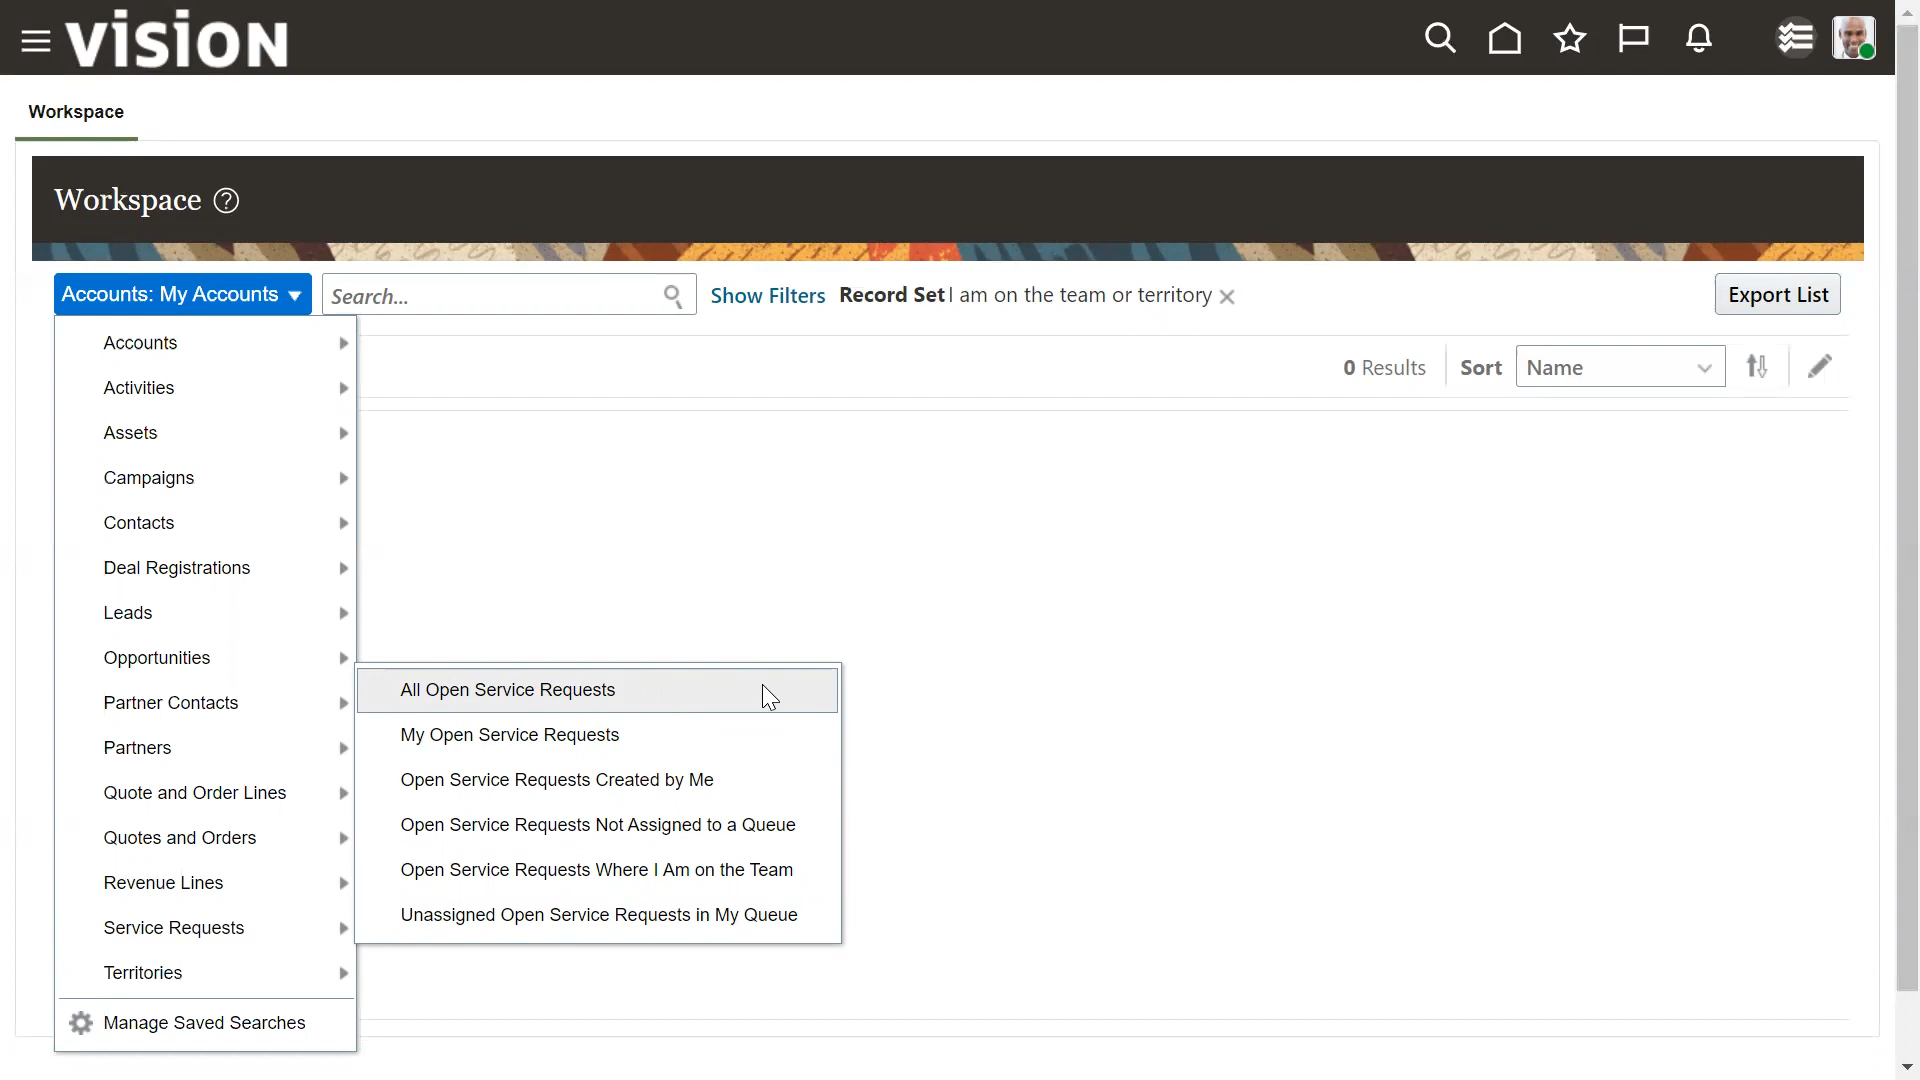 vision
Workspace
Workspace ?
Accounts: My Accounts Search... Show Filters Record Set I am on the team or territory Export List
0 Results Sort Name
Accounts
Activities
Assets
Campaigns
Contacts
Deal Registrations
Leads
Opportunities
Partner Contacts
Partners
Quote and Order Lines
Quotes and Orders
Revenue Lines
Service Requests
Territories
Manage Saved Searches
All Open Service Requests
My Open Service Requests
Open Service Requests Created by Me
Open Service Requests Not Assigned to a Queue
Open Service Requests Where I Am on the Team
Unassigned Open Service Requests in My Queue